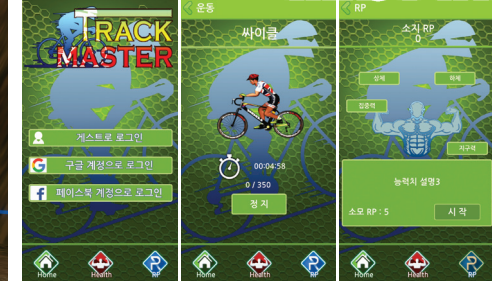 TRACK
MASTER
게스트로 로그인
구글 계정으로 로그인
페이스북 계정으로 로그인
Home
Health
RP
운동
싸이클
00:04:58
0 / 350
정 지
Home
Health
RP
RP
소지 RP
0
상체
하체
집중력
지구력
능력치 설명3
소모 RP : 5
시 작
Home
Health
RP